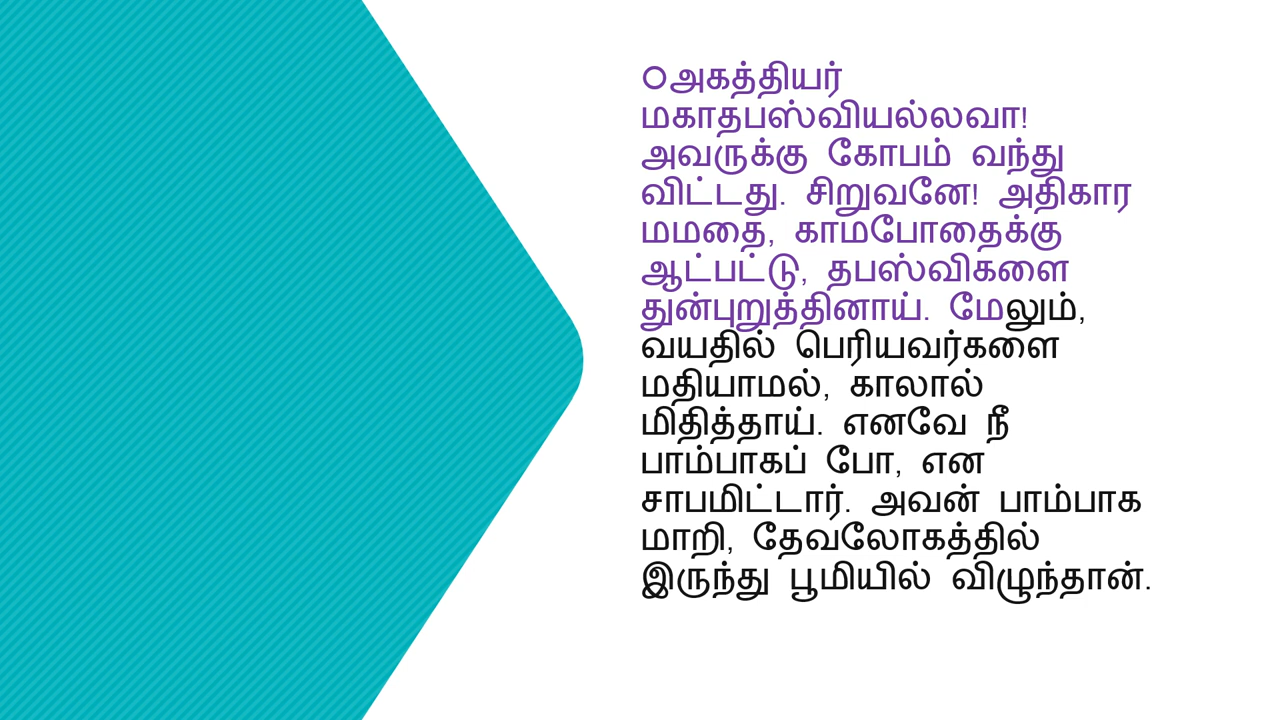 அகத்தியர்
மகாதபஸ்வியல்லவா!
அவருக்கு கோபம் வந்து
விட்டது. சிறுவனே! அதிகார
மமதை, காமபோதைக்கு
ஆட்பட்டு, தபஸ்விகளை
துன்புறுத்தினாய். மேலும்,
வயதில் பெரியவர்களை
மதியாமல், காலால்
மிதித்தாய். எனவே நீ
பாம்பாகப் போ, என
சாபமிட்டார். அவன் பாம்பாக
மாறி, தேவலோகத்தில்
இருந்து பூமியில் விழுந்தான்.